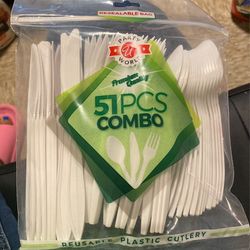 RESEALABLE BAG
PARTY
WORLD
Premium Quality
51PCS
COMBO
REUSABLE PLASTIC CUTLERY